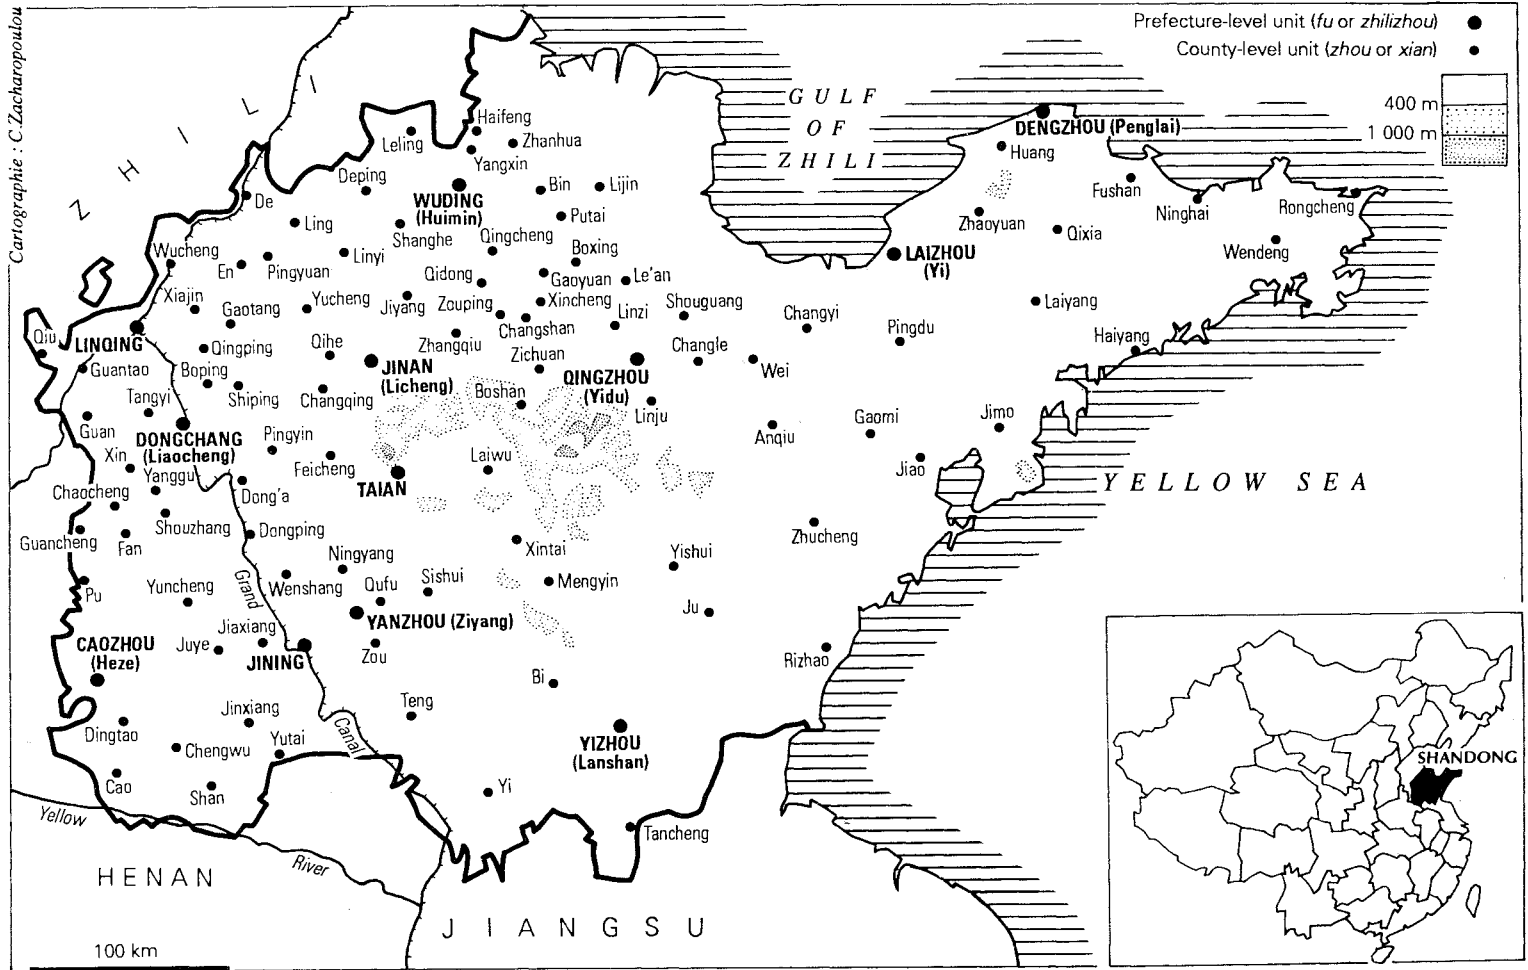 Cartographie : C.Zacharopoulou
Prefecture-level unit (fu or zhilizhou)
County-level unit (zhou or xian)
400 m
1 000 m
GULF
OF
ZHILI
ZHILI
Haifeng
Leling
Zhanhua
Yangxin
DENGZHOU (Penglai)
Huang
Deping
WUDING
(Huimin)
Bin
Lijin
Fushan
De
Ling
Putai
Zhaoyuan
Ninghai
Rongcheng
Shanghe
Qingcheng
Boxing
Qixia
Wendeng
Wucheng
En
Pingyuan
Linyi
Qidong
Gaoyuan
Le'an
LAIZHOU
(Yi)
Xiajin
Gaotang
Yucheng
Jiyang
Zouping
Xincheng
Shouguang
Laiyang
Changshan
Linzi
Changyi
Pingdu
Haiyang
Qiu
LINQING
Qingping
Qihe
Zhangqiu
Zichuan
Changle
Guantao
Boping
JINAN
(Licheng)
QINGZHOU
(Yidu)
Wei
Tangyi
Shiping
Changqing
Boshan
Linju
Guan
DONGCHANG
(Liaocheng)
Pingyin
Anqiu
Gaomi
Jimo
Xin
Yanggu
Feicheng
TAIAN
Laiwu
Jiao
YELLOW SEA
Chaocheng
Dong'a
Shouzhang
Guancheng
Fan
Dongping
Zhucheng
Ningyang
Xintai
Yishui
Pu
Yuncheng
Grand
Wenshang
Qufu
Sishui
Mengyin
Ju
YANZHOU (Ziyang)
CAOZHOU
(Heze)
Juye
Jiaxiang
JINING
Zou
Rizhao
Bi
Dingtao
Jinxiang
Teng
Chengwu
Yutai
Canal
YIZHOU
(Lanshan)
SHANDONG
Cao
Shan
Yi
Yellow
Tancheng
River
HENAN
JIANGSU
100 km